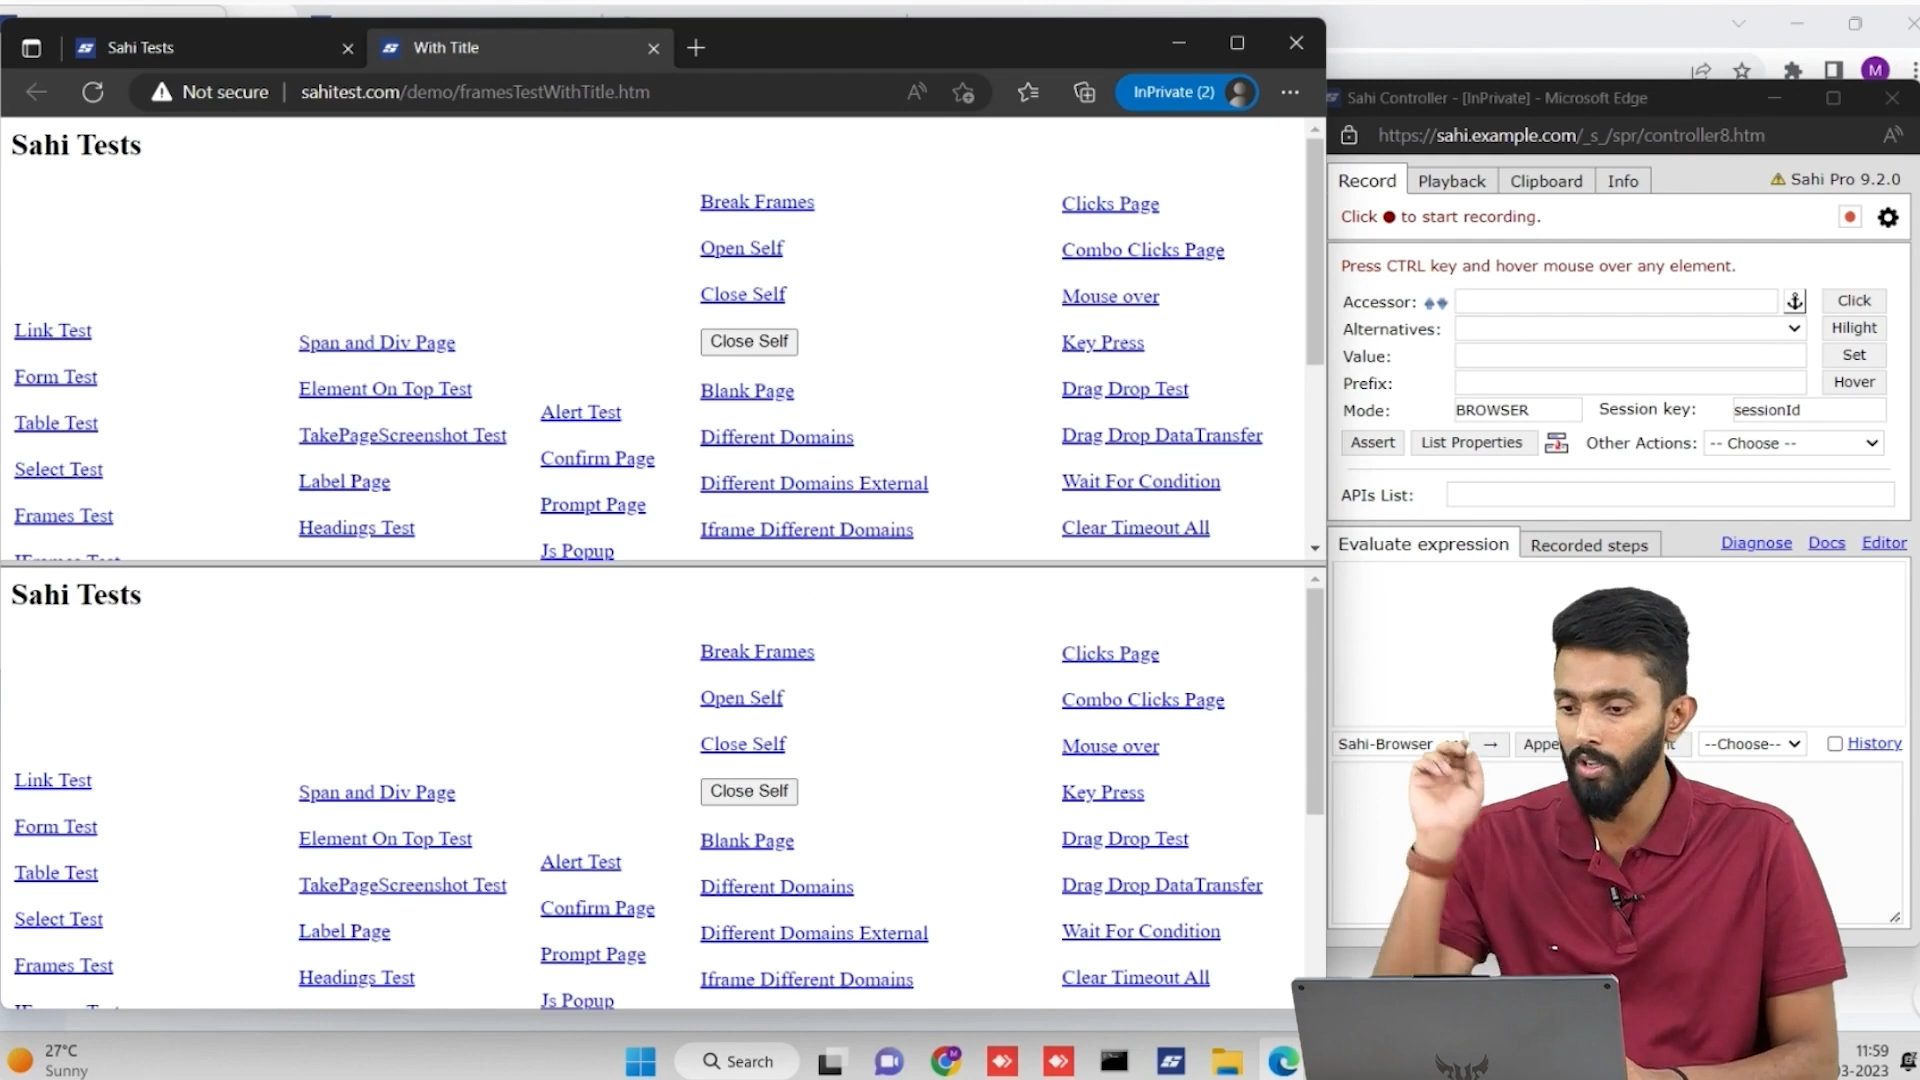 Sahi Tests
With Title
Not secure
sahitest.com/demo/framesTestWithTitle.htm
InPrivate (2)
M
Sahi Tests
Break Frames
Open Self
Close Self
Close Self
Link Test
Form Test
Table Test
Select Test
Frames Test
Span and Div Page
Element On Top Test
TakePageScreenshot Test
Label Page
Headings Test
Alert Test
Confirm Page
Prompt Page
Js Popup
Blank Page
Different Domains
Different Domains External
Iframe Different Domains
Clicks Page
Combo Clicks Page
Mouse over
Key Press
Drag Drop Test
Drag Drop DataTransfer
Wait For Condition
Clear Timeout All
Sahi Tests
Break Frames
Open Self
Close Self
Close Self
Link Test
Form Test
Table Test
Select Test
Frames Test
Span and Div Page
Element On Top Test
TakePageScreenshot Test
Label Page
Headings Test
Alert Test
Confirm Page
Prompt Page
Js Popup
Blank Page
Different Domains
Different Domains External
Iframe Different Domains
Clicks Page
Combo Clicks Page
Mouse over
Key Press
Drag Drop Test
Drag Drop DataTransfer
Wait For Condition
Clear Timeout All
Sahi Controller - [InPrivate] - Microsoft Edge
https://sahi.example.com/_s_/spr/controller8.htm
Record Playback Clipboard Info
Sahi Pro 9.2.0
Click to start recording.
Press CTRL key and hover mouse over any element.
Accessor: Click
Alternatives: Hilight
Value: Set
Prefix: Hover
Mode: BROWSER Session key: sessionId
Assert List Properties Other Actions: -- Choose --
APIs List:
Evaluate expression Recorded steps Diagnose Docs Editor
Sahi-Browser → --Choose-- History
27°C
Sunny
Search
11:59